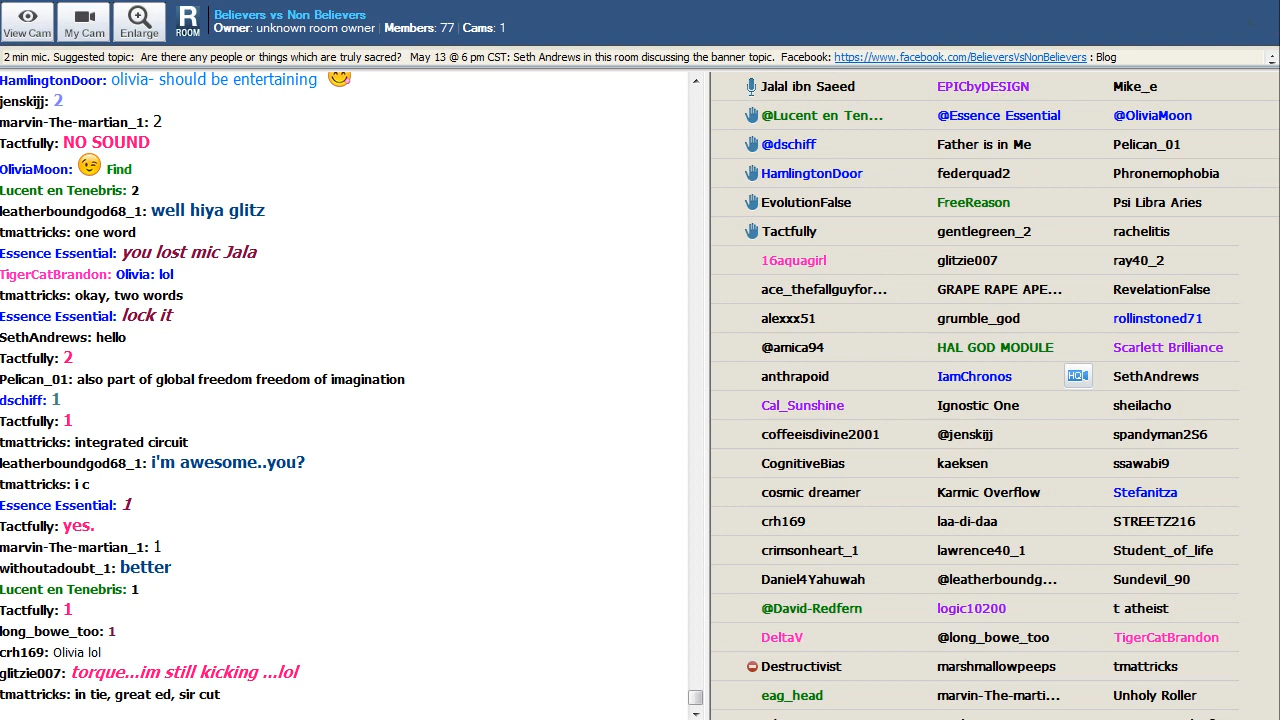 View Cam
My Cam
Enlarge
R
ROOM
Believers vs Non Believers
Owner: unknown room owner | Members: 77 | Cams: 1
2 min mic. Suggested topic: Are there any people or things which are truly sacred? May 13 @ 6 pm CST: Seth Andrews in this room discussing the banner topic. Facebook: https://www.facebook.com/BelieversVsNonBelievers : Blog
HamlingtonDoor: olivia- should be entertaining
jenskijj: 2
marvin-The-martian_1: 2
Tactfully: NO SOUND
OliviaMoon: Find
Lucent en Tenebris: 2
leatherboundgod68_1: well hiya glitz
tmattricks: one word
Essence Essential: you lost mic Jala
TigerCatBrandon: Olivia: lol
tmattricks: okay, two words
Essence Essential: lock it
SethAndrews: hello
Tactfully: 2
Pelican_01: also part of global freedom freedom of imagination
dschiff: 1
Tactfully: 1
tmattricks: integrated circuit
leatherboundgod68_1: i'm awesome..you?
tmattricks: i c
Essence Essential: 1
Tactfully: yes.
marvin-The-martian_1: 1
withoutadoubt_1: better
Lucent en Tenebris: 1
Tactfully: 1
long_bowe_too: 1
crh169: Olivia lol
glitzie007: torque...im still kicking ...lol
tmattricks: in tie, great ed, sir cut
Jalal ibn Saeed EPICbyDESIGN Mike_e
@Lucent en Ten... @Essence Essential @OliviaMoon
@dschiff Father is in Me Pelican_01
HamlingtonDoor federquad2 Phronemophobia
EvolutionFalse FreeReason Psi Libra Aries
Tactfully gentlegreen_2 rachelitis
16aquagirl glitzie007 ray40_2
ace_thefallguyfor... GRAPE RAPE APE... RevelationFalse
alexxx51 grumble_god rollinstoned71
@amica94 HAL GOD MODULE Scarlett Brilliance
anthrapoid IamChronos HQ SethAndrews
Cal_Sunshine Ignostic One sheilacho
coffeeisdivine2001 @jenskijj spandyman2S6
CognitiveBias kaeksen ssawabi9
cosmic dreamer Karmic Overflow Stefanitza
crh169 laa-di-daa STREETZ216
crimsonheart_1 lawrence40_1 Student_of_life
Daniel4Yahuwah @leatherboundg... Sundevil_90
@David-Redfern logic10200 t atheist
DeltaV @long_bowe_too TigerCatBrandon
Destructivist marshmallowpeeps tmattricks
eag_head marvin-The-marti... Unholy Roller